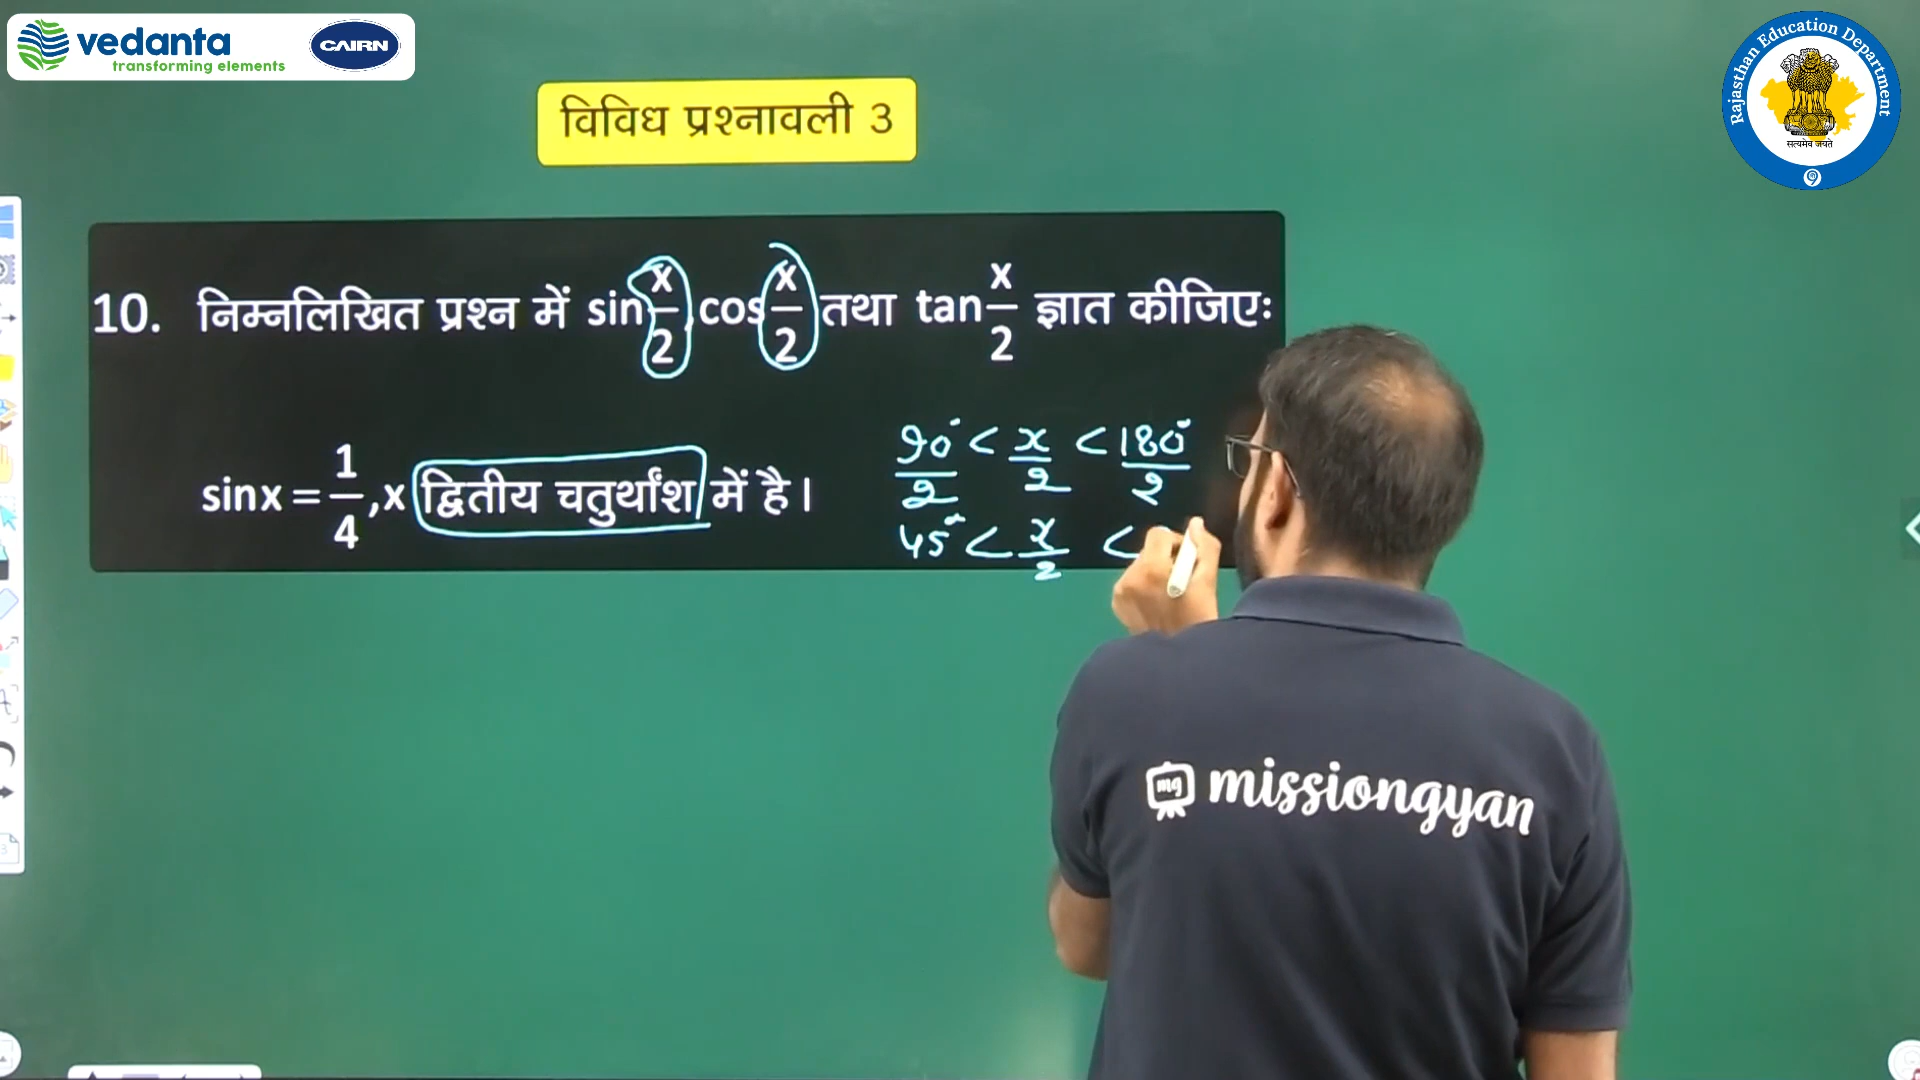 vedanta
transforming elements
CAIRN
Rajasthan Education Department
सत्यमेव जयते
विविध प्रश्नावली 3
10. निम्नलिखित प्रश्न में sin x/2, cos x/2 तथा tan x/2 ज्ञात कीजिएः
sinx = 1/4 ,x द्वितीय चतुर्थांश में है।
90°/2 < x/2 < 180°/2
45° < x/2 <
mg missiongyan